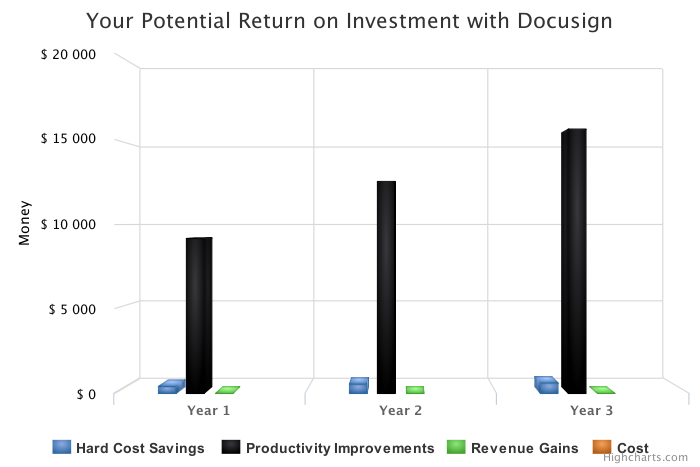 Your Potential Return on Investment with Docusign
$ 20 000
$ 15 000
$ 10 000
$ 5 000
$ 0
Money
Year 1
Year 2
Year 3
Hard Cost Savings
Productivity Improvements
Revenue Gains
Cost
Highcharts.com